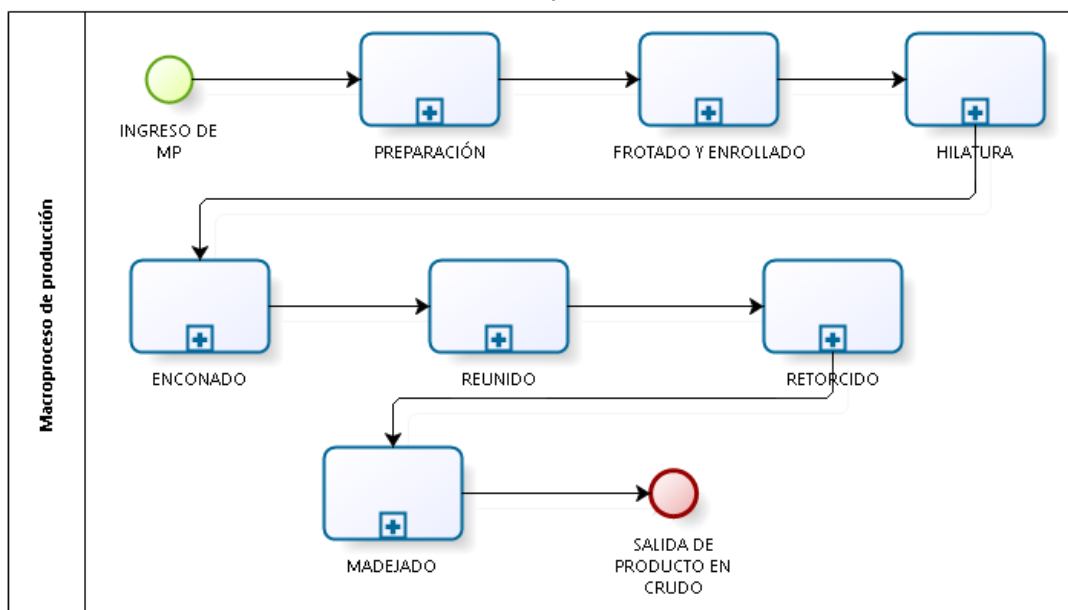 Macroproceso de producción
INGRESO DE
MP
PREPARACIÓN
FROTADO Y ENROLLADO
HILATURA
ENCONADO
REUNIDO
RETORCIDO
MADEJADO
SALIDA DE
PRODUCTO EN
CRUDO